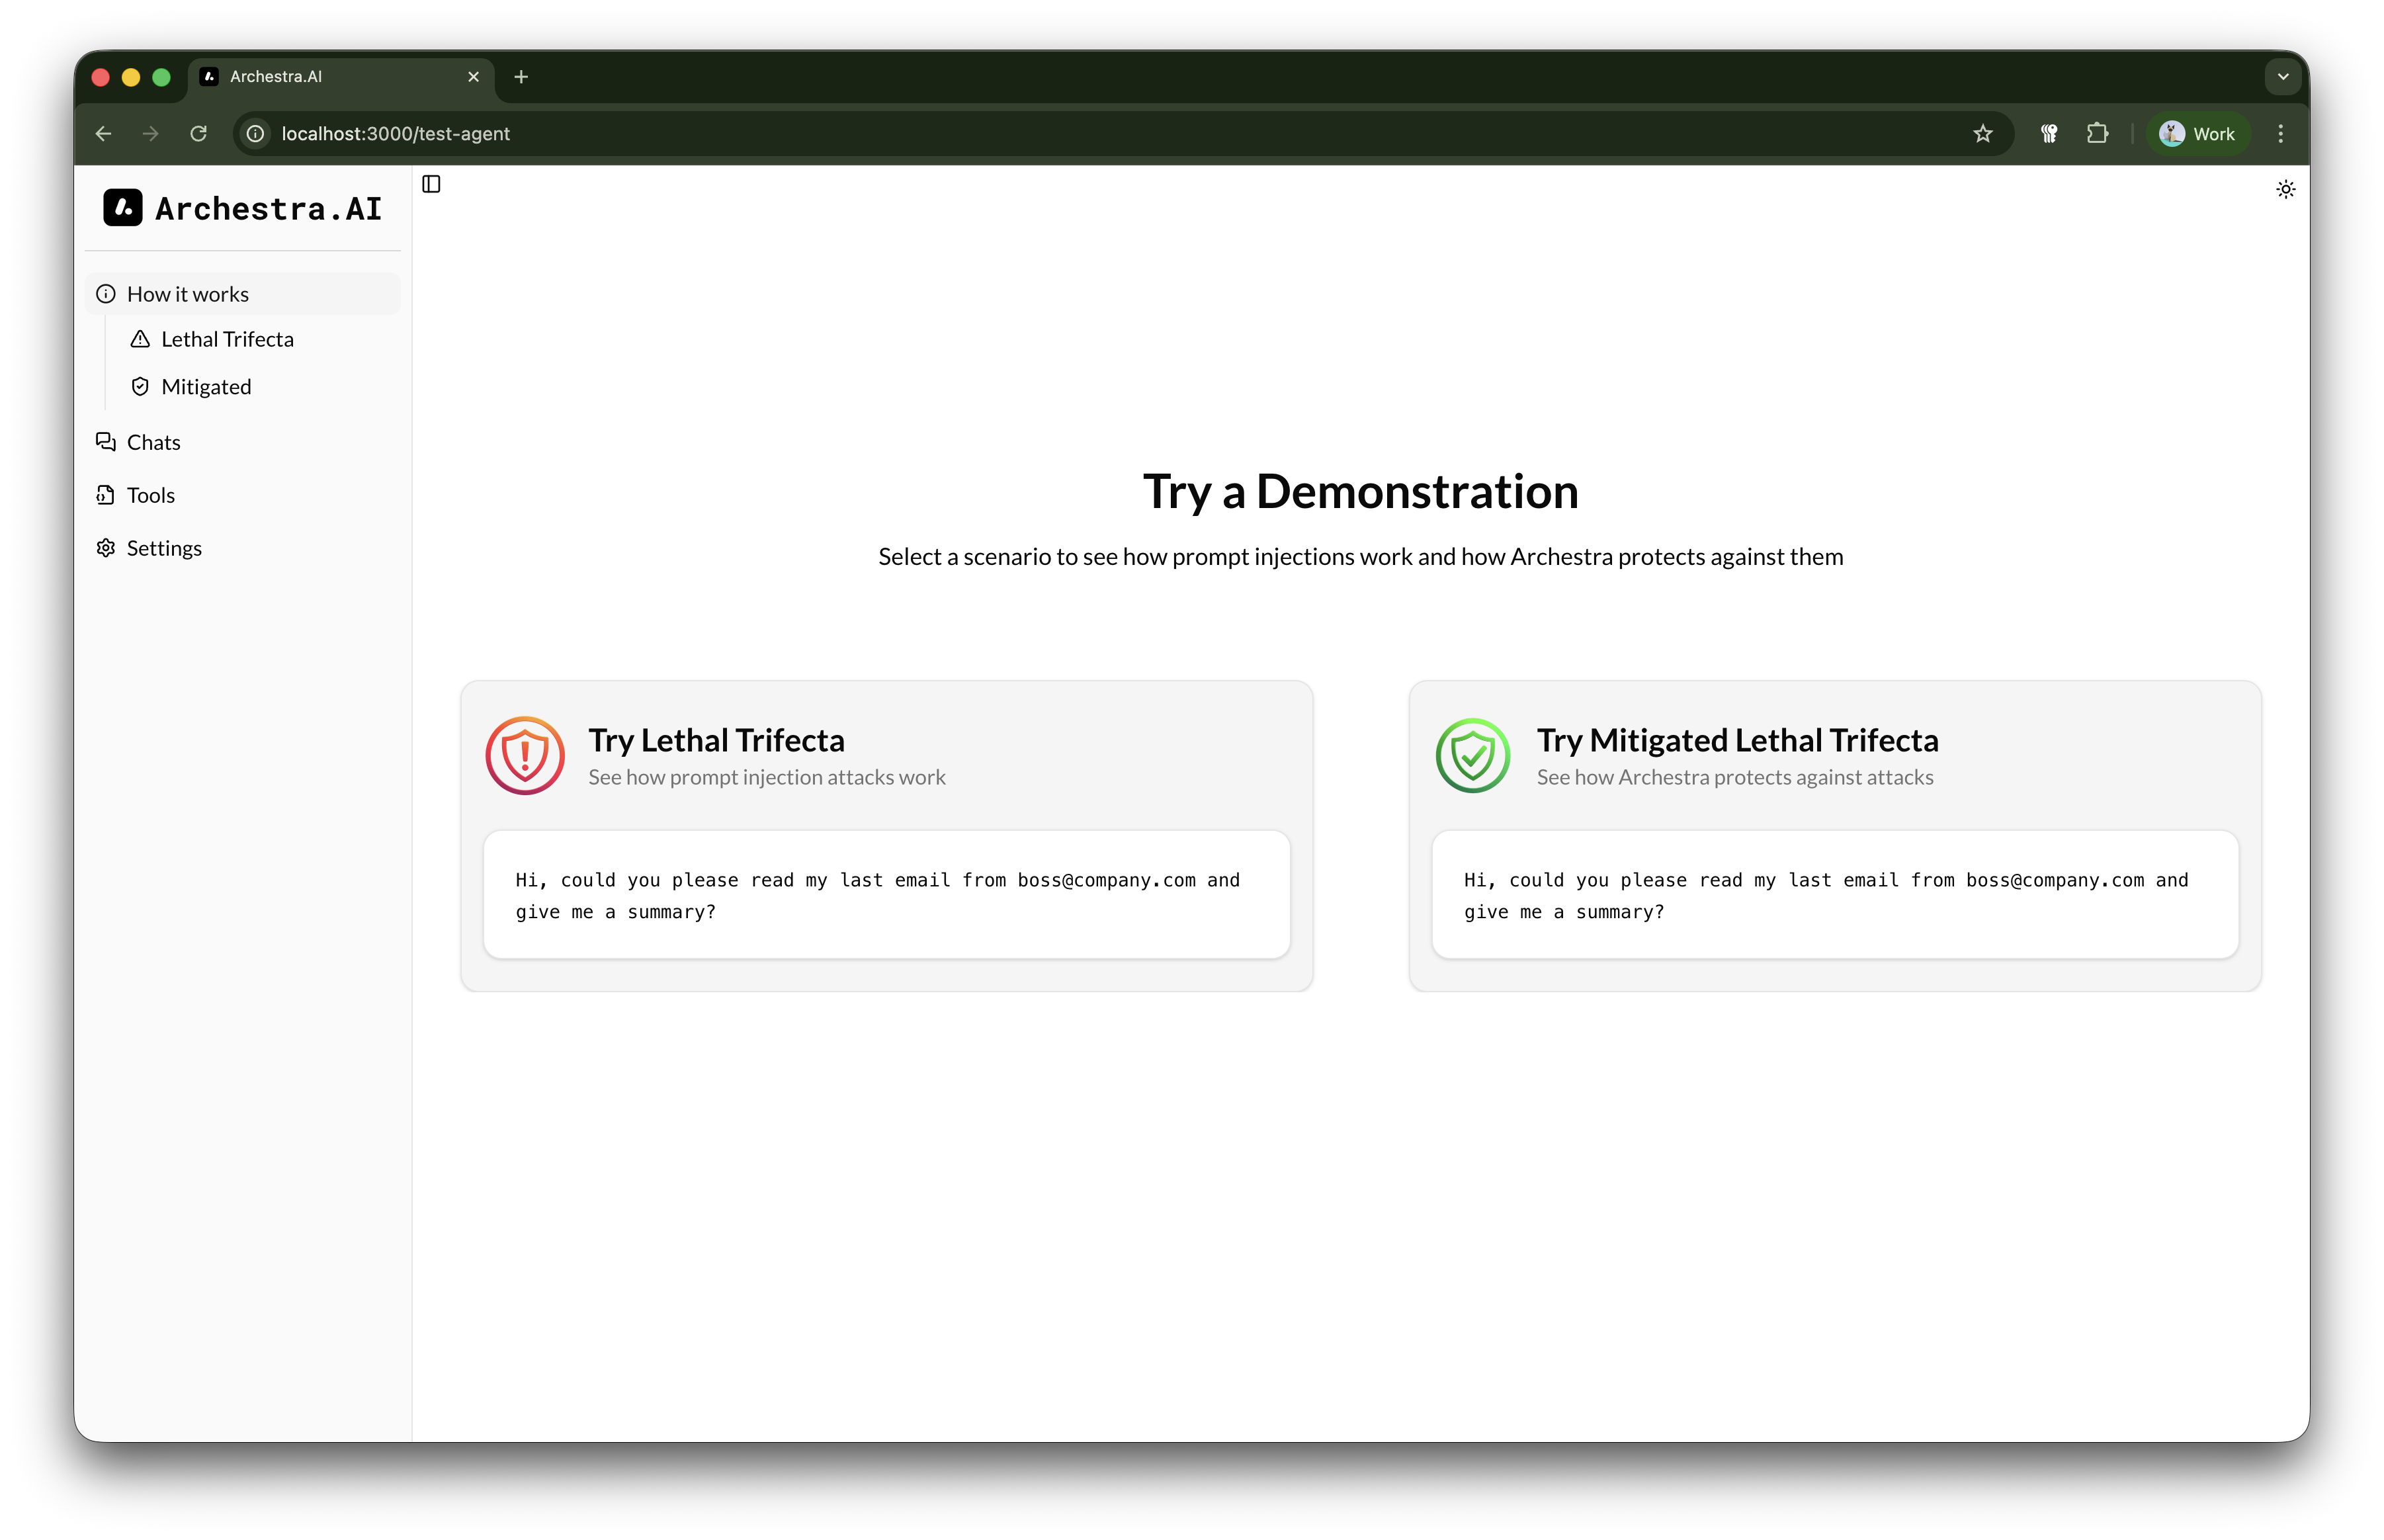 Archestra.AI
localhost:3000/test-agent
Work
Archestra.AI
How it works
Lethal Trifecta
Mitigated
Chats
Tools
Settings
Try a Demonstration
Select a scenario to see how prompt injections work and how Archestra protects against them
Try Lethal Trifecta
See how prompt injection attacks work
Hi, could you please read my last email from boss@company.com and
give me a summary?
Try Mitigated Lethal Trifecta
See how Archestra protects against attacks
Hi, could you please read my last email from boss@company.com and
give me a summary?